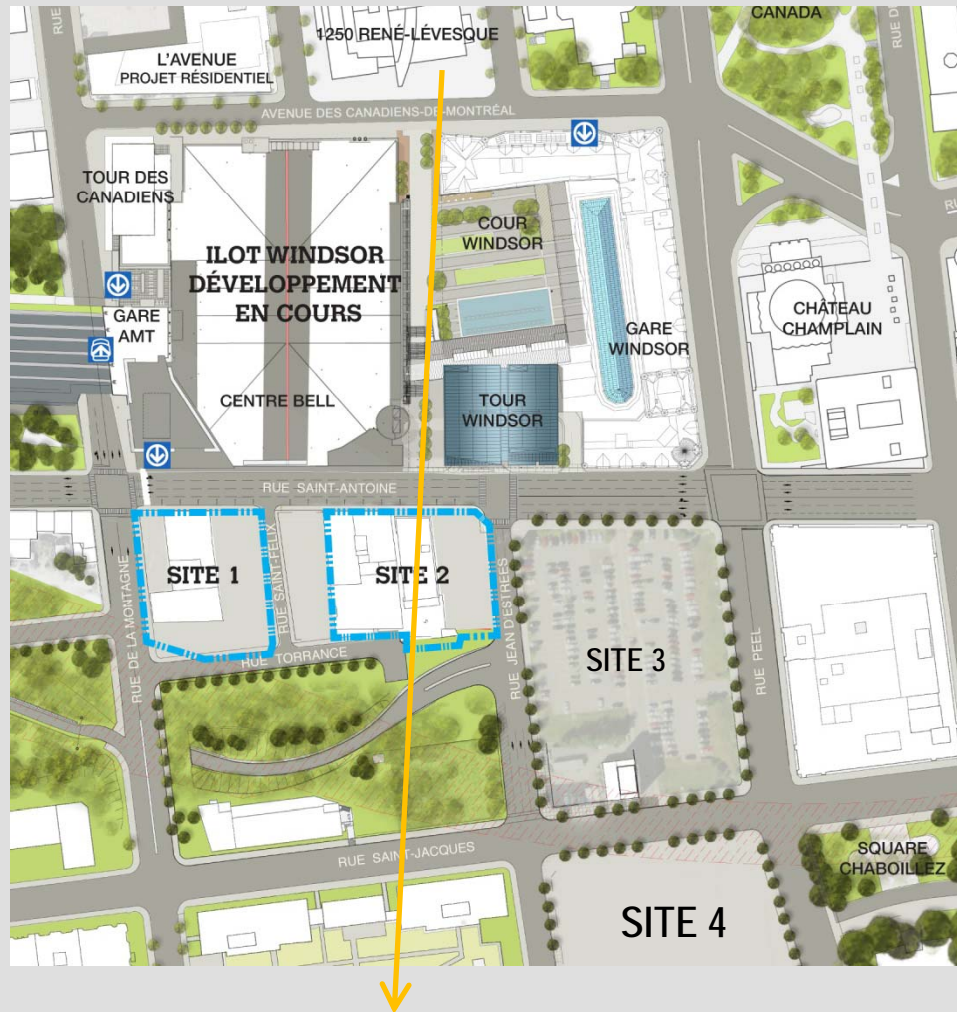 CANADA
RUE
RUE D
1250 RENÉ-LÉVESQUE
L'AVENUE
PROJET RÉSIDENTIEL
AVENUE DES CANADIENS-DE-MONTRÉAL
TOUR DES
CANADIENS
COUR
WINDSOR
RU
ILOT WINDSOR
DÉVELOPPEMENT
EN COURS
GARE
AMT
GARE
WINDSOR
CHÂTEAU
CHAMPLAIN
CENTRE BELL
TOUR
WINDSOR
RUE SAINT-ANTOINE
SITE 1
RUE SAINT-FÉLIX
SITE 2
RUE DE LA MONTAGNE
RUE JEAN D'ESTRÉES
RUE TORRANCE
SITE 3
RUE PEEL
RUE SAINT-JACQUES
SQUARE
CHABOILLEZ
SITE 4